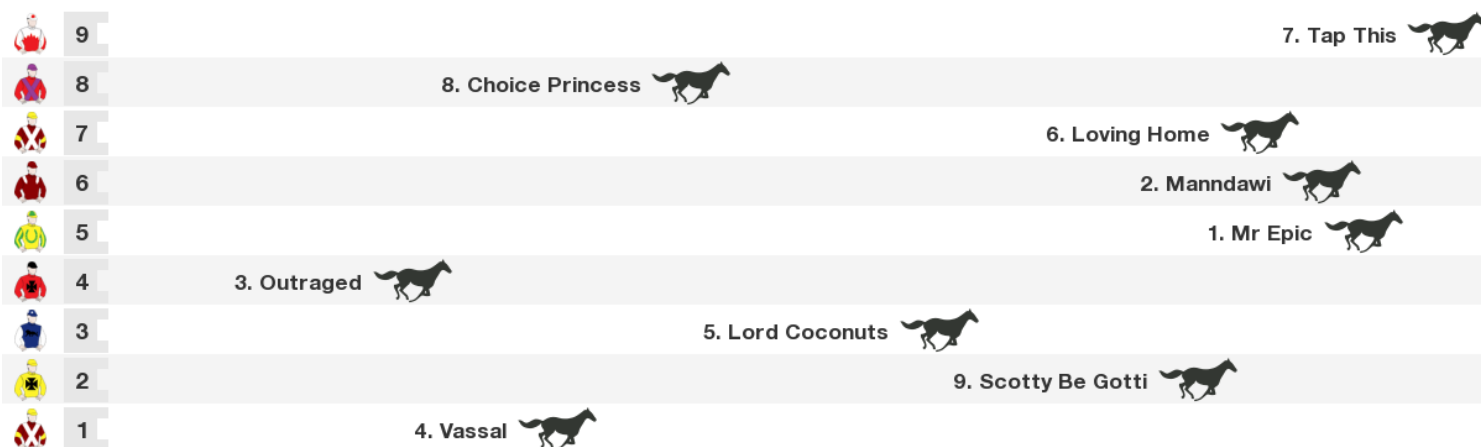 9 7. Tap This
8 8. Choice Princess
7 6. Loving Home
6 2. Manndawi
5 1. Mr Epic
4 3. Outraged
3 5. Lord Coconuts
2 9. Scotty Be Gotti
1 4. Vassal